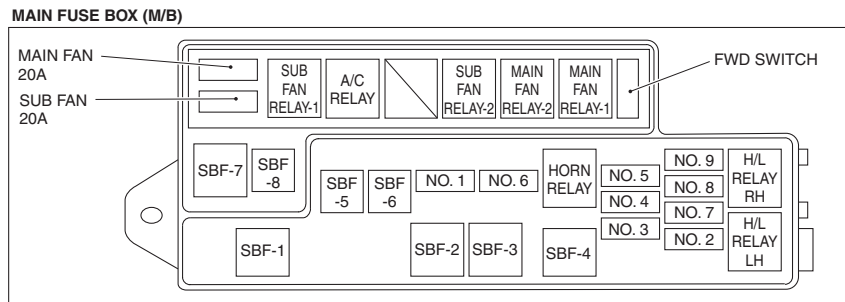 MAIN FUSE BOX (M/B)
MAIN FAN
20A
SUB FAN
20A
SUB
FAN
RELAY-1
A/C
RELAY
SUB
FAN
RELAY-2
MAIN
FAN
RELAY-2
MAIN
FAN
RELAY-1
FWD SWITCH
SBF-7
SBF
-8
SBF
-5
SBF
-6
NO. 1
NO. 6
HORN
RELAY
NO. 5
NO. 4
NO. 3
NO. 9
NO. 8
NO. 7
NO. 2
H/L
RELAY
RH
H/L
RELAY
LH
SBF-1
SBF-2
SBF-3
SBF-4